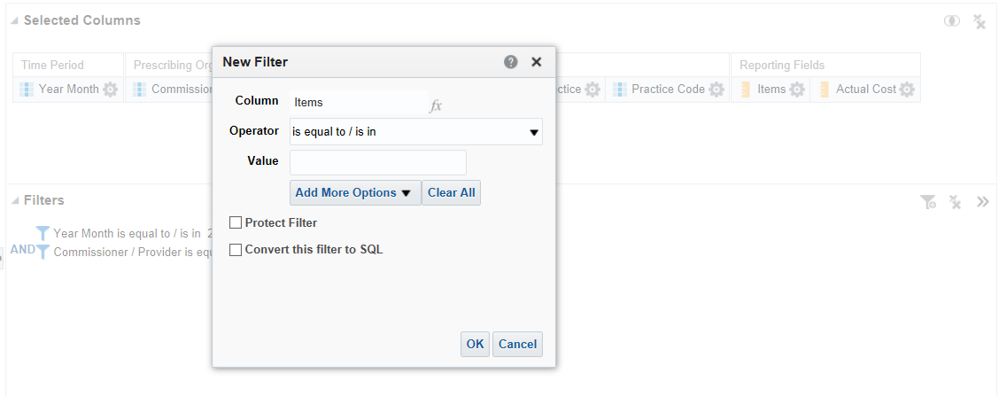 Selected Columns
New Filter
Time Period
Prescribing Org
Reporting Fields
Year Month
Commission
ctice
Practice Code
Items
Actual Cost
Column
Items
fx
Operator
is equal to / is in
Value
Add More Options
Clear All
Filters
Protect Filter
Year Month is equal to / is in 2
AND
Commissioner / Provider is equ
Convert this filter to SQL
OK
Cancel